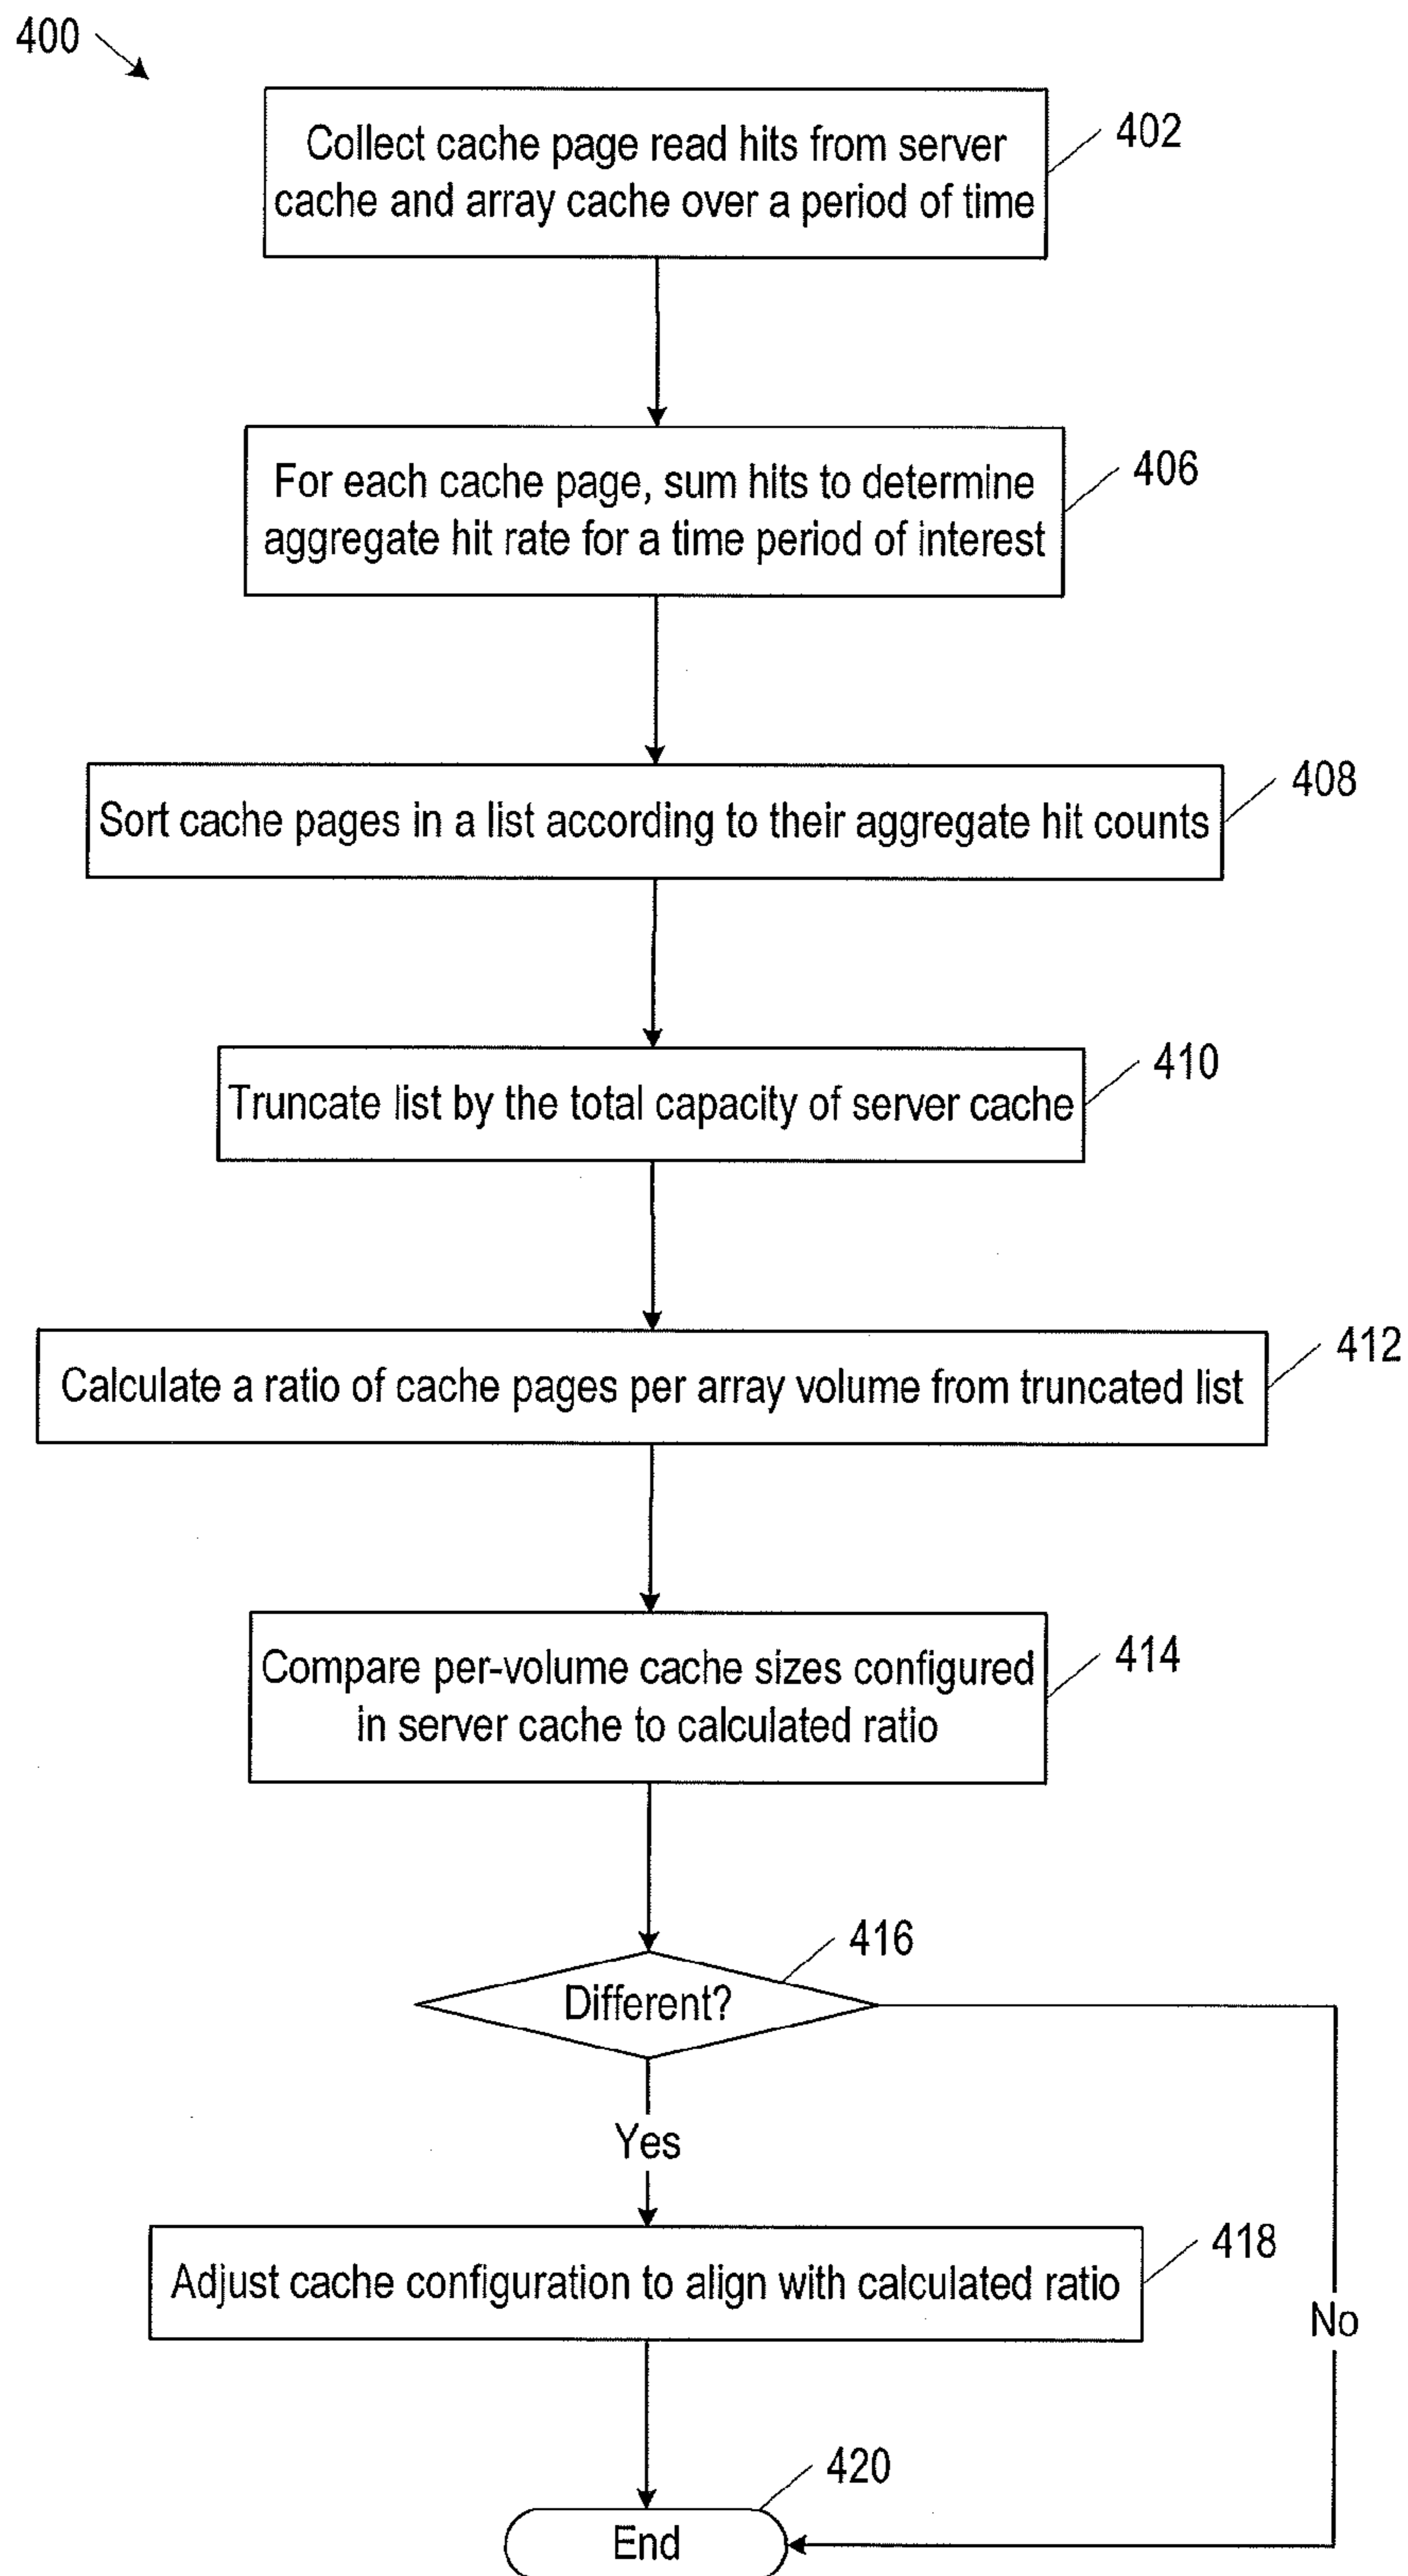 400
Collect cache page read hits from server
cache and array cache over a period of time
402
For each cache page, sum hits to determine
aggregate hit rate for a time period of interest
406
Sort cache pages in a list according to their aggregate hit counts
408
Truncate list by the total capacity of server cache
410
Calculate a ratio of cache pages per array volume from truncated list
412
Compare per-volume cache sizes configured
in server cache to calculated ratio
414
Different?
416
Yes
Adjust cache configuration to align with calculated ratio
418
No
End
420